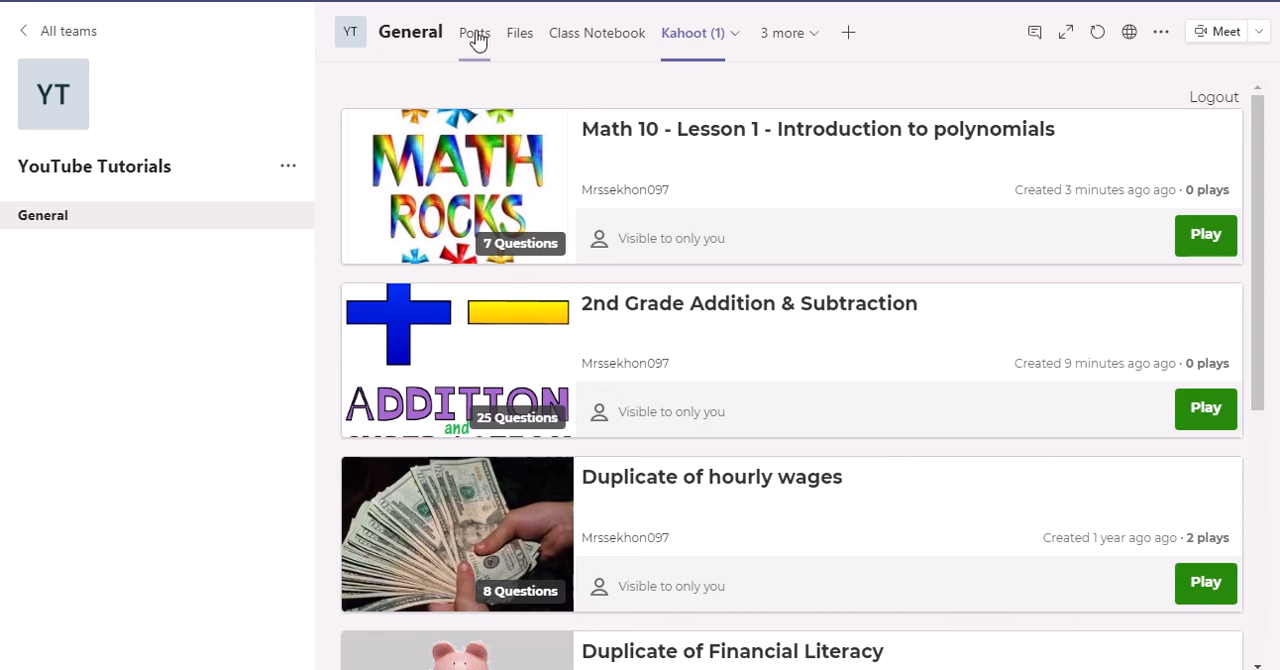 All teams
YT
YouTube Tutorials
General
YT General Posts Files Class Notebook Kahoot (1) 3 more Meet
Logout
MATH
ROCKS
7 Questions
Math 10 - Lesson 1 - Introduction to polynomials
Mrssekhon097 Created 3 minutes ago ago · 0 plays
Visible to only you Play
ADDITION
and
25 Questions
2nd Grade Addition & Subtraction
Mrssekhon097 Created 9 minutes ago ago · 0 plays
Visible to only you Play
8 Questions
Duplicate of hourly wages
Mrssekhon097 Created 1 year ago ago · 2 plays
Visible to only you Play
Duplicate of Financial Literacy